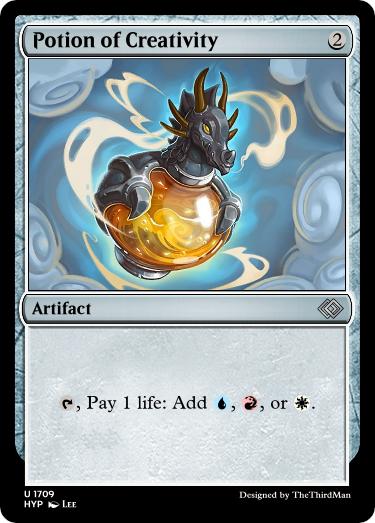 Potion of Creativity 2
Artifact
, Pay 1 life: Add , , or .
U 1709
HYP LEE
Designed by TheThirdMan